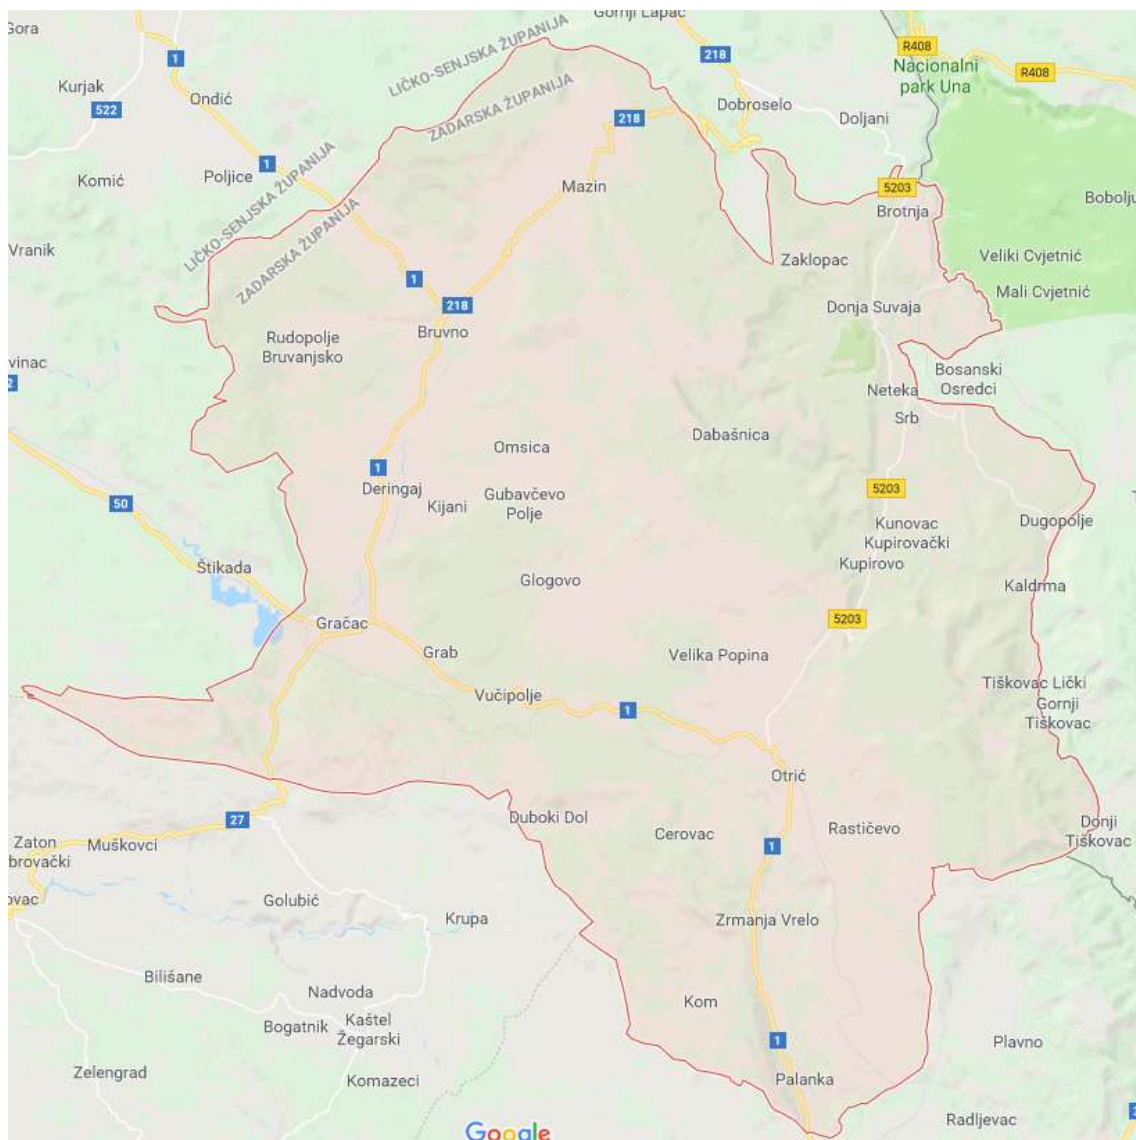 Gornji Lapac
Gora
LIČKO-SENJSKA ŽUPANIJA
R408
1
218
Nacionalni
park Una
R408
Kurjak
Ondić
ZADARSKA ŽUPANIJA
Dobroselo
522
218
Doljani
1
Poljice
Komić
Mazin
5203
Bobolju
Brotnja
LIČKO-SENJSKA ŽUPANIJA
ZADARSKA ŽUPANIJA
Vranik
Zaklopac
Veliki Cvjetnić
1
Mali Cvjetnić
218
Donja Suvaja
Bruvno
Rudopolje
Bruvanjsko
vinac
Bosanski
Osredci
2
Neteka
Srb
Dabašnica
Omsica
1
Deringaj
5203
Gubavčevo
Polje
50
Kijani
Dugopolje
Kunovac
Kupirovački
Kupirovo
Štikada
Glogovo
Kaldrma
Gračac
5203
Grab
Velika Popina
Tiškovac Lički
Vučipolje
Gornji
Tiškovac
1
Otrić
27
Duboki Dol
Donji
Tiškovac
Cerovac
Rastičevo
Zaton
brovački
Muškovci
1
ovac
Golubić
Krupa
Zrmanja Vrelo
Bilišane
Nadvoda
Kom
Bogatnik
Kaštel
Žegarski
1
Plavno
Zelengrad
Komazeci
Palanka
Radljevac
Google